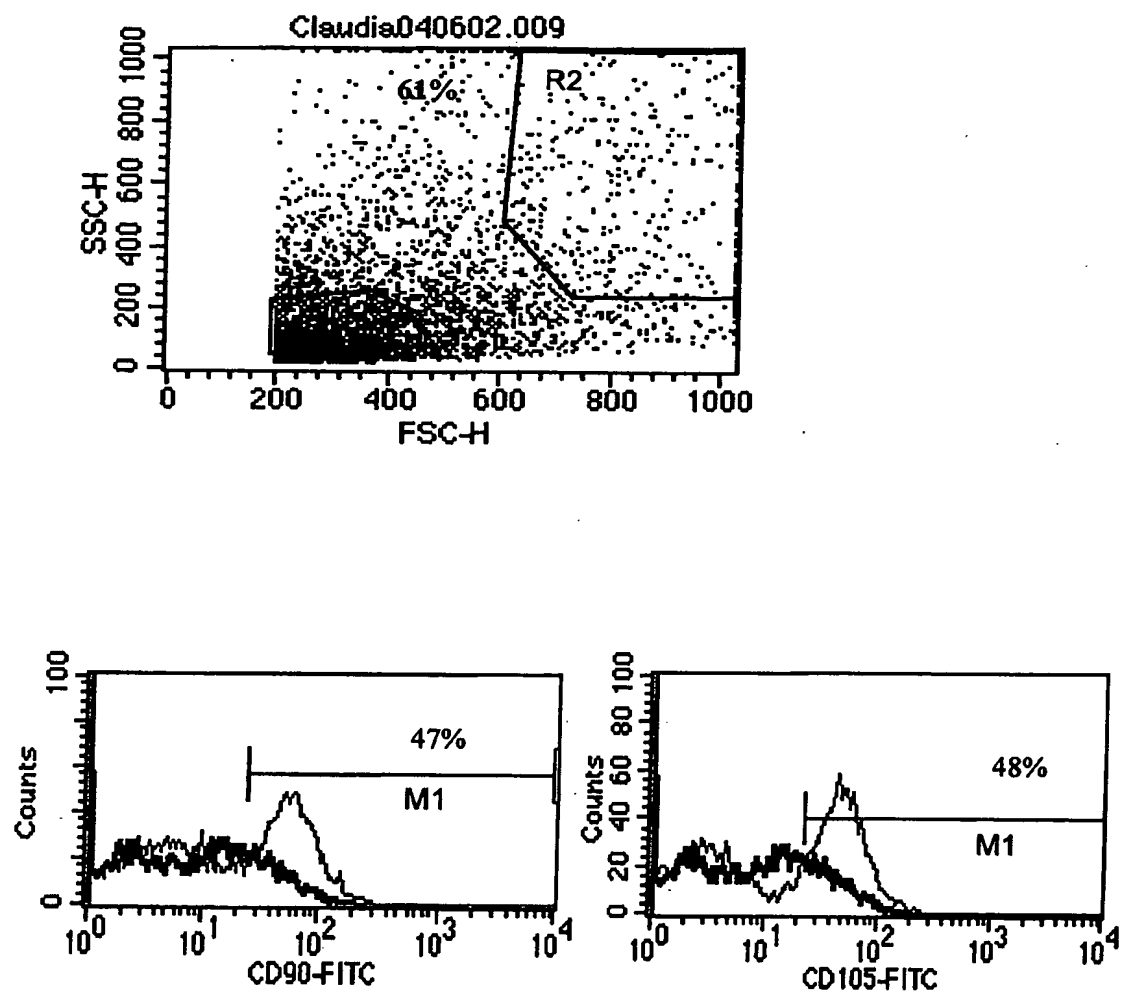 Claudia040602.009
61%
R2
SSC-H
0 200 400 600 800 1000
0 200 400 600 800 1000
FSC-H
47%
M1
Counts
0 100
10^0 10^1 10^2 10^3 10^4
CD90-FITC
48%
M1
Counts
0 20 40 60 80 100
10^0 10^1 10^2 10^3 10^4
CD105-FITC